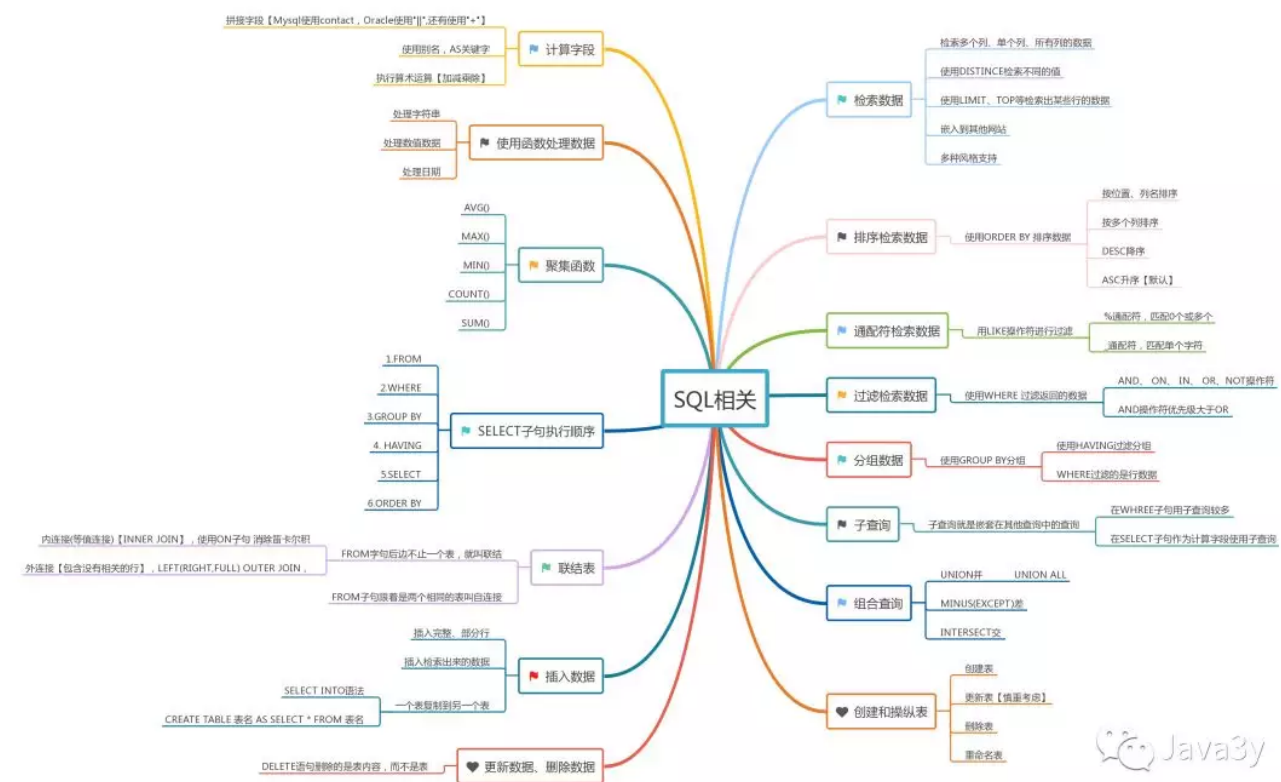 SQL相关
计算字段
拼接字段【Mysql使用contact，Oracle使用"||",还有使用"+"】
使用别名，AS关键字
执行算术运算【加减乘除】
使用函数处理数据
处理字符串
处理数值数据
处理日期
聚集函数
AVG()
MAX()
MIN()
COUNT()
SUM()
SELECT子句执行顺序
1.FROM
2.WHERE
3.GROUP BY
4. HAVING
5.SELECT
6.ORDER BY
联结表
FROM字句后边不止一个表，就叫联结
内连接(等值连接)【INNER JOIN】，使用ON子句 消除笛卡尔积
外连接【包含没有相关的行】，LEFT(RIGHT,FULL) OUTER JOIN，
FROM子句跟着是两个相同的表叫自连接
插入数据
插入完整、部分行
插入检索出来的数据
一个表复制到另一个表
SELECT INTO语法
CREATE TABLE 表名 AS SELECT * FROM 表名
更新数据、删除数据
DELETE语句删除的是表内容，而不是表
检索数据
检索多个列、单个列、所有列的数据
使用DISTINCE检索不同的值
使用LIMIT、TOP等检索出某些行的数据
嵌入到其他网站
多种风格支持
排序检索数据
使用ORDER BY 排序数据
按位置、列名排序
按多个列排序
DESC降序
ASC升序【默认】
通配符检索数据
用LIKE操作符进行过滤
%通配符，匹配0个或多个
_通配符，匹配单个字符
过滤检索数据
使用WHERE 过滤返回的数据
AND、 ON、 IN、 OR、NOT操作符
AND操作符优先级大于OR
分组数据
使用GROUP BY分组
使用HAVING过滤分组
WHERE过滤的是行数据
子查询
子查询就是嵌套在其他查询中的查询
在WHREE子句用子查询较多
在SELECT子句作为计算字段使用子查询
组合查询
UNION并 UNION ALL
MINUS(EXCEPT)差
INTERSECT交
创建和操纵表
创建表
更新表【慎重考虑】
删除表
重命名表
Java3y